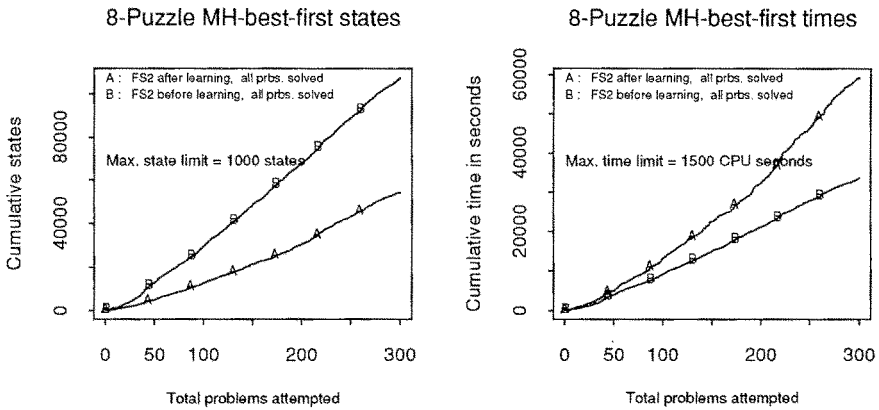 8-Puzzle MH-best-first states
A : FS2 after learning, all prbs. solved
B : FS2 before learning, all prbs. solved
Max. state limit = 1000 states
Cumulative states
0
40000
80000
0
50
100
200
300
Total problems attempted
A
B
A
B
A
B
A
B
A
B
A
B
A
B
8-Puzzle MH-best-first times
A : FS2 after learning, all prbs. solved
B : FS2 before learning, all prbs. solved
Max. time limit = 1500 CPU seconds
Cumulative time in seconds
0
20000
40000
60000
0
50
100
200
300
Total problems attempted
A
B
A
B
A
B
A
B
A
B
A
B
A
B